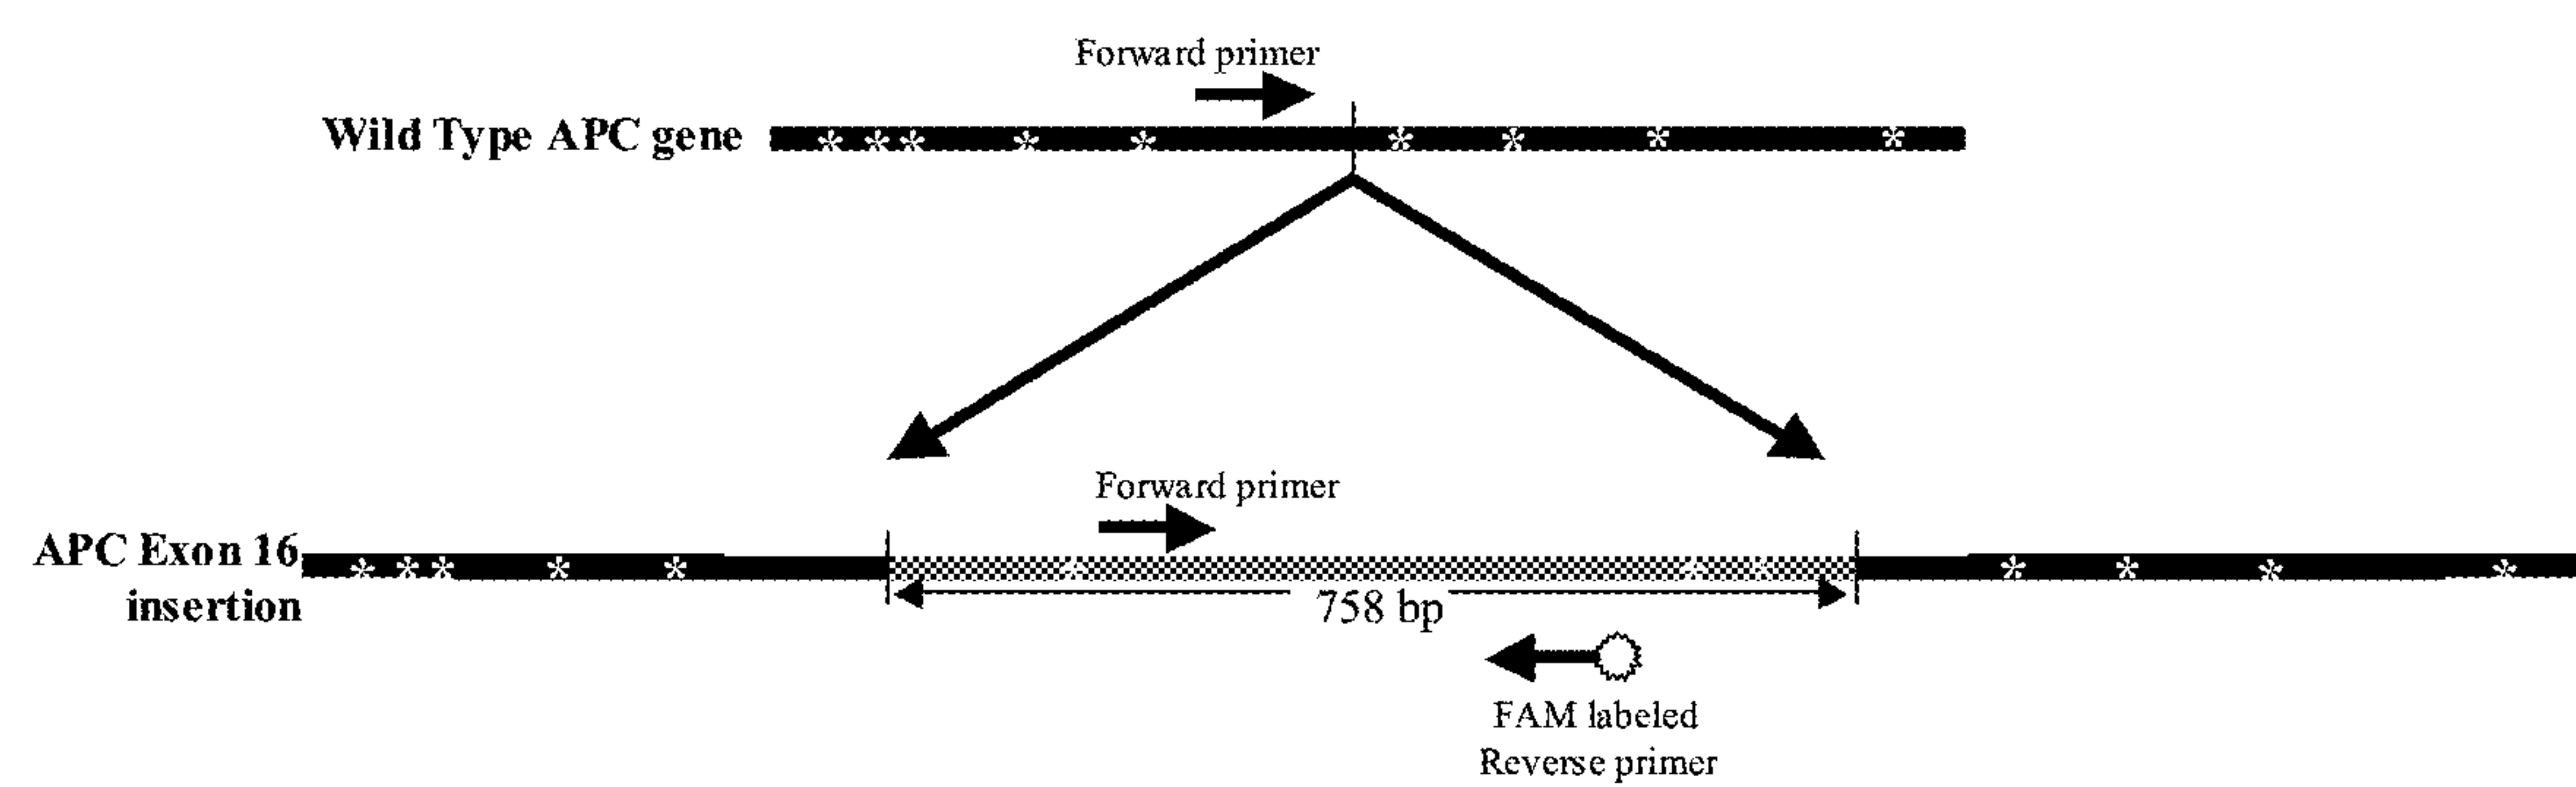 Forward primer
Wild Type APC gene
Forward primer
APC Exon 16
insertion
758 bp
FAM labeled
Reverse primer